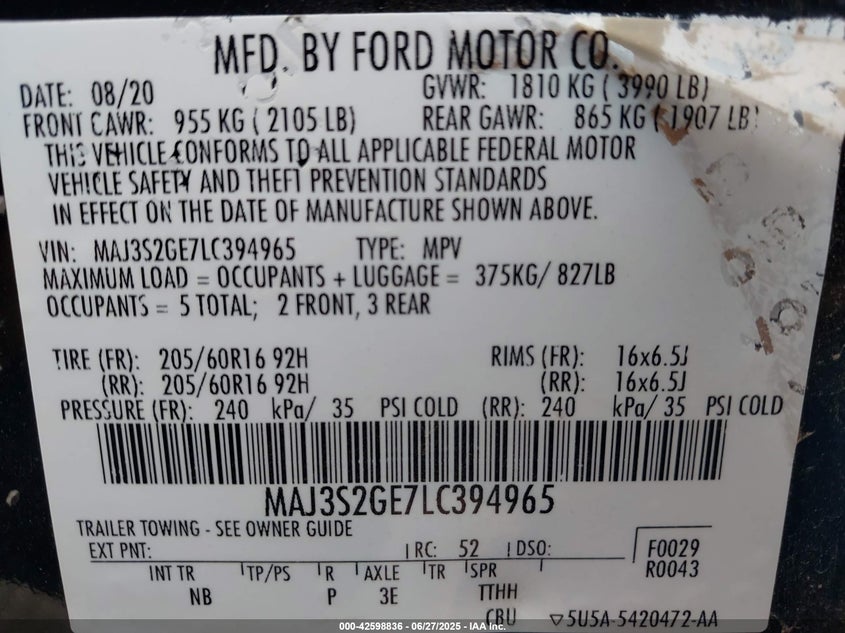 MFD. BY FORD MOTOR CO.
DATE: 08/20 GVWR: 1810 KG ( 3990 LB)
FRONT GAWR: 955 KG ( 2105 LB) REAR GAWR: 865 KG ( 1907 LB)
THIS VEHICLE CONFORMS TO ALL APPLICABLE FEDERAL MOTOR
VEHICLE SAFETY AND THEFT PREVENTION STANDARDS
IN EFFECT ON THE DATE OF MANUFACTURE SHOWN ABOVE.
VIN: MAJ3S2GE7LC394965 TYPE: MPV
MAXIMUM LOAD = OCCUPANTS + LUGGAGE = 375KG/ 827LB
OCCUPANTS = 5 TOTAL; 2 FRONT, 3 REAR
TIRE (FR): 205/60R16 92H RIMS (FR): 16x6.5J
(RR): 205/60R16 92H (RR): 16x6.5J
PRESSURE (FR): 240 kPa/ 35 PSI COLD (RR): 240 kPa/ 35 PSI COLD
MAJ3S2GE7LC394965
TRAILER TOWING - SEE OWNER GUIDE
EXT PNT: RC: 52 DSO: F0029
R0043
INT TR TP/PS R AXLE TR SPR
NB P 3E TTHH
CBU 5U5A-5420472-AA
000-42598836 - 06/27/2025 - IAA Inc.